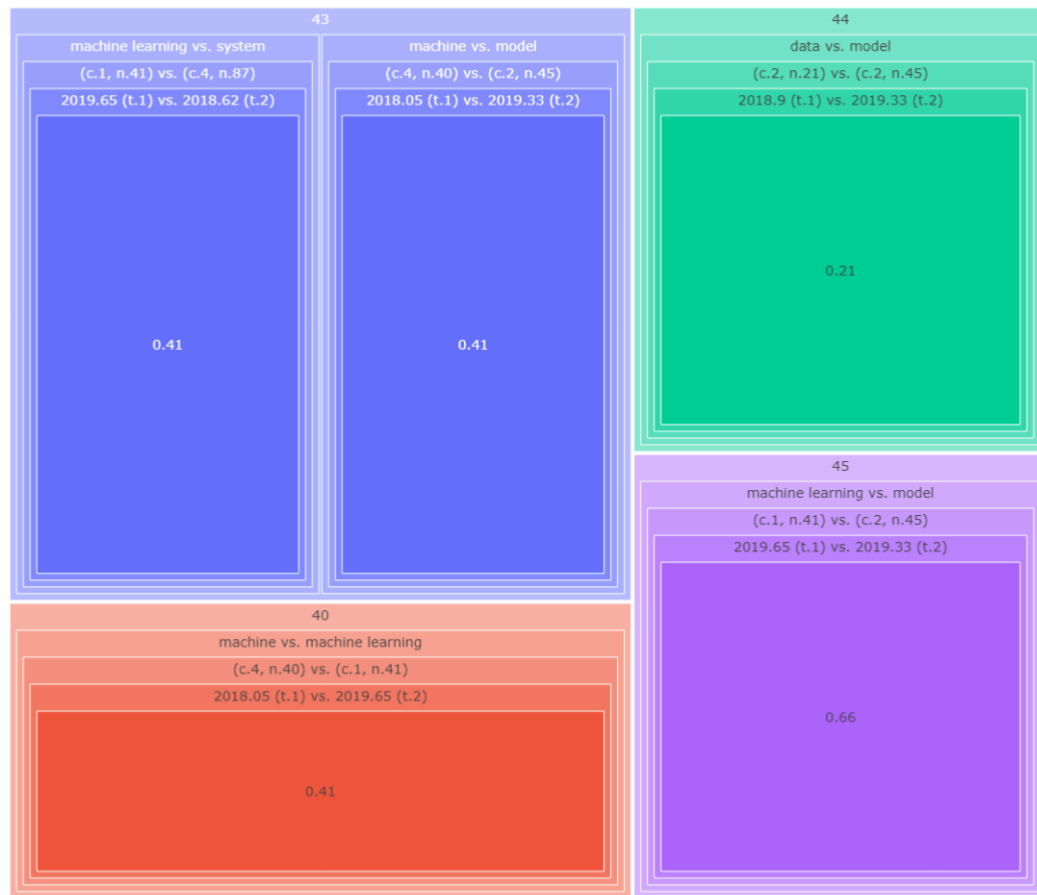 43
machine learning vs. system
(c.1, n.41) vs. (c.4, n.87)
2019.65 (t.1) vs. 2018.62 (t.2)
0.41
machine vs. model
(c.4, n.40) vs. (c.2, n.45)
2018.05 (t.1) vs. 2019.33 (t.2)
0.41
44
data vs. model
(c.2, n.21) vs. (c.2, n.45)
2018.9 (t.1) vs. 2019.33 (t.2)
0.21
40
machine vs. machine learning
(c.4, n.40) vs. (c.1, n.41)
2018.05 (t.1) vs. 2019.65 (t.2)
0.41
45
machine learning vs. model
(c.1, n.41) vs. (c.2, n.45)
2019.65 (t.1) vs. 2019.33 (t.2)
0.66